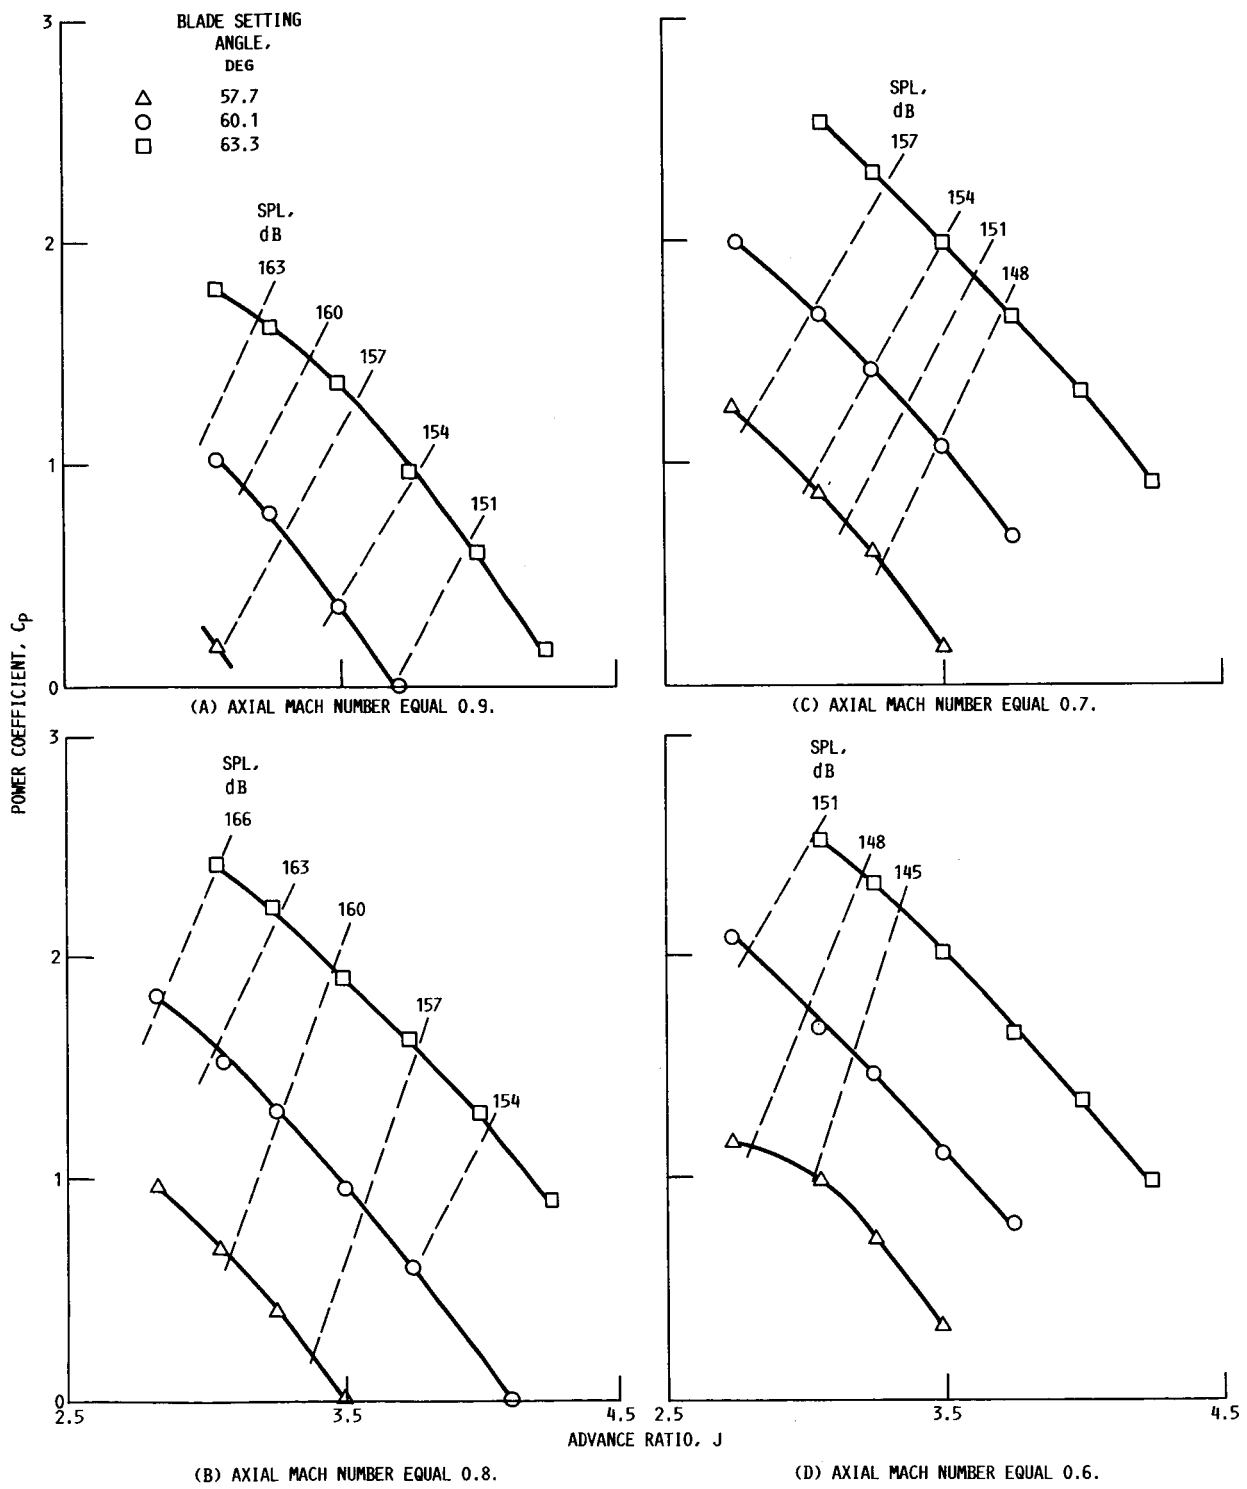 3
BLADE SETTING
ANGLE,
DEG
57.7
60.1
63.3
SPL,
dB
163
160
157
154
151
2
1
0
(A) AXIAL MACH NUMBER EQUAL 0.9.
SPL,
dB
157
154
151
148
(C) AXIAL MACH NUMBER EQUAL 0.7.
POWER COEFFICIENT, Cp
3
SPL,
dB
166
163
160
157
154
2
1
0
2.5
3.5
4.5
SPL,
dB
151
148
145
2.5
3.5
4.5
ADVANCE RATIO, J
(B) AXIAL MACH NUMBER EQUAL 0.8.
(D) AXIAL MACH NUMBER EQUAL 0.6.